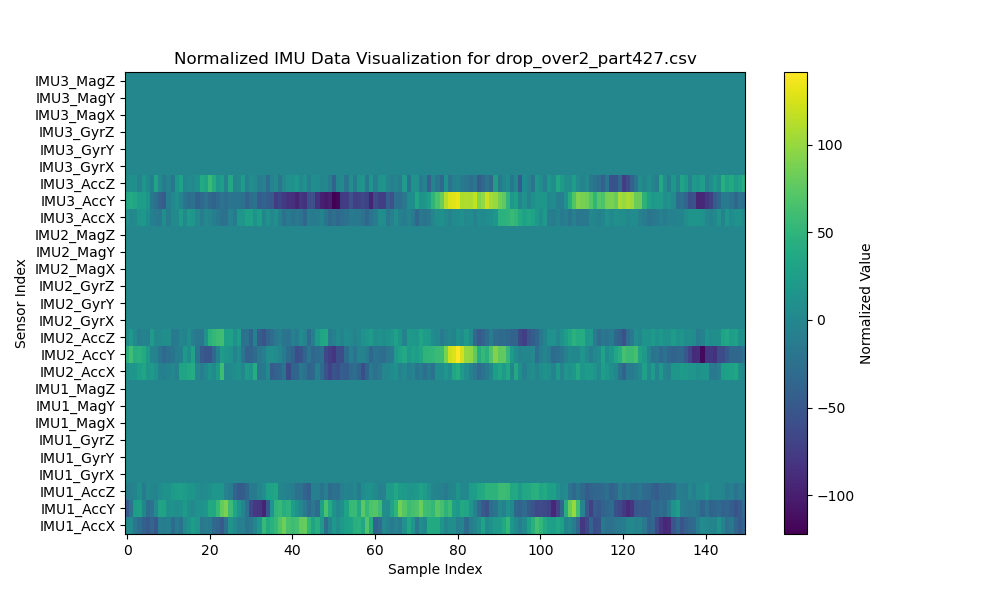 Normalized IMU Data Visualization for drop_over2_part427.csv
IMU3_MagZ
IMU3_MagY
IMU3_MagX
IMU3_GyrZ
IMU3_GyrY
IMU3_GyrX
IMU3_AccZ
IMU3_AccY
IMU3_AccX
IMU2_MagZ
IMU2_MagY
IMU2_MagX
IMU2_GyrZ
IMU2_GyrY
IMU2_GyrX
IMU2_AccZ
IMU2_AccY
IMU2_AccX
IMU1_MagZ
IMU1_MagY
IMU1_MagX
IMU1_GyrZ
IMU1_GyrY
IMU1_GyrX
IMU1_AccZ
IMU1_AccY
IMU1_AccX
Sensor Index
0 20 40 60 80 100 120 140
Sample Index
100
50
0
−50
−100
Normalized Value